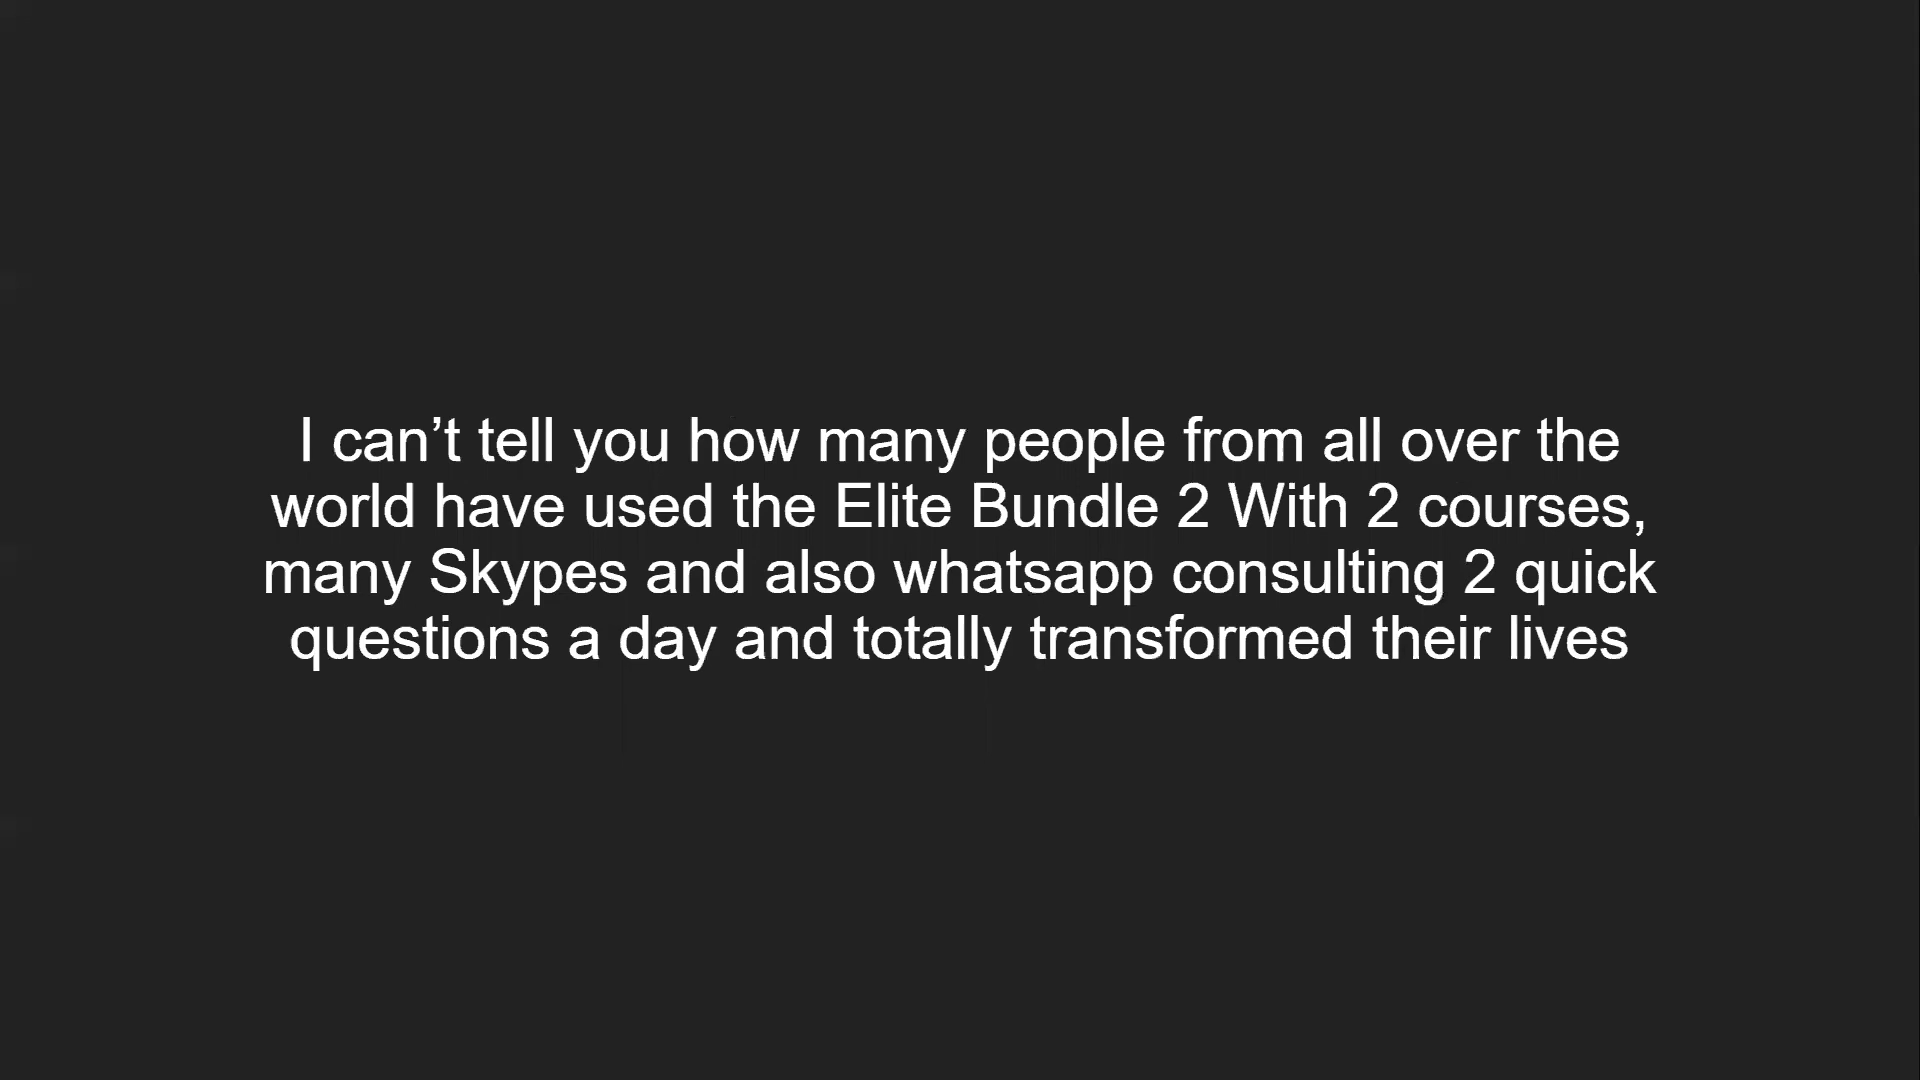 I can’t tell you how many people from all over the
world have used the Elite Bundle 2 With 2 courses,
many Skypes and also whatsapp consulting 2 quick
questions a day and totally transformed their lives